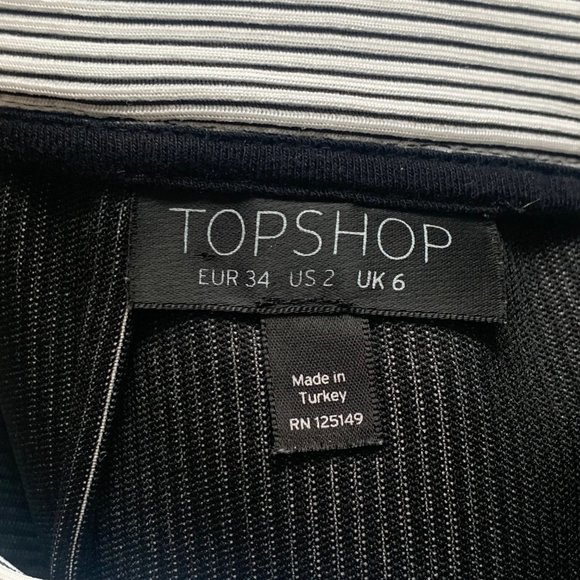 TOPSHOP
EUR 34 US 2 UK 6
Made in
Turkey
RN 125149